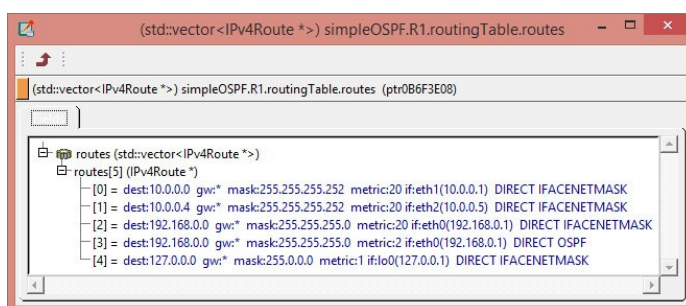 (std::vector<IPv4Route *>) simpleOSPF.R1.routingTable.routes
(std::vector<IPv4Route *>) simpleOSPF.R1.routingTable.routes (ptr0B6F3E08)
routes (std::vector<IPv4Route *>)
routes[5] (IPv4Route *)
[0] = dest:10.0.0.0 gw:* mask:255.255.255.252 metric:20 if:eth1(10.0.0.1) DIRECT IFACENETMASK
[1] = dest:10.0.0.4 gw:* mask:255.255.255.252 metric:20 if:eth2(10.0.0.5) DIRECT IFACENETMASK
[2] = dest:192.168.0.0 gw:* mask:255.255.255.0 metric:20 if:eth0(192.168.0.1) DIRECT IFACENETMASK
[3] = dest:192.168.0.0 gw:* mask:255.255.255.0 metric:2 if:eth0(192.168.0.1) DIRECT OSPF
[4] = dest:127.0.0.0 gw:* mask:255.0.0.0 metric:1 if:lo0(127.0.0.1) DIRECT IFACENETMASK